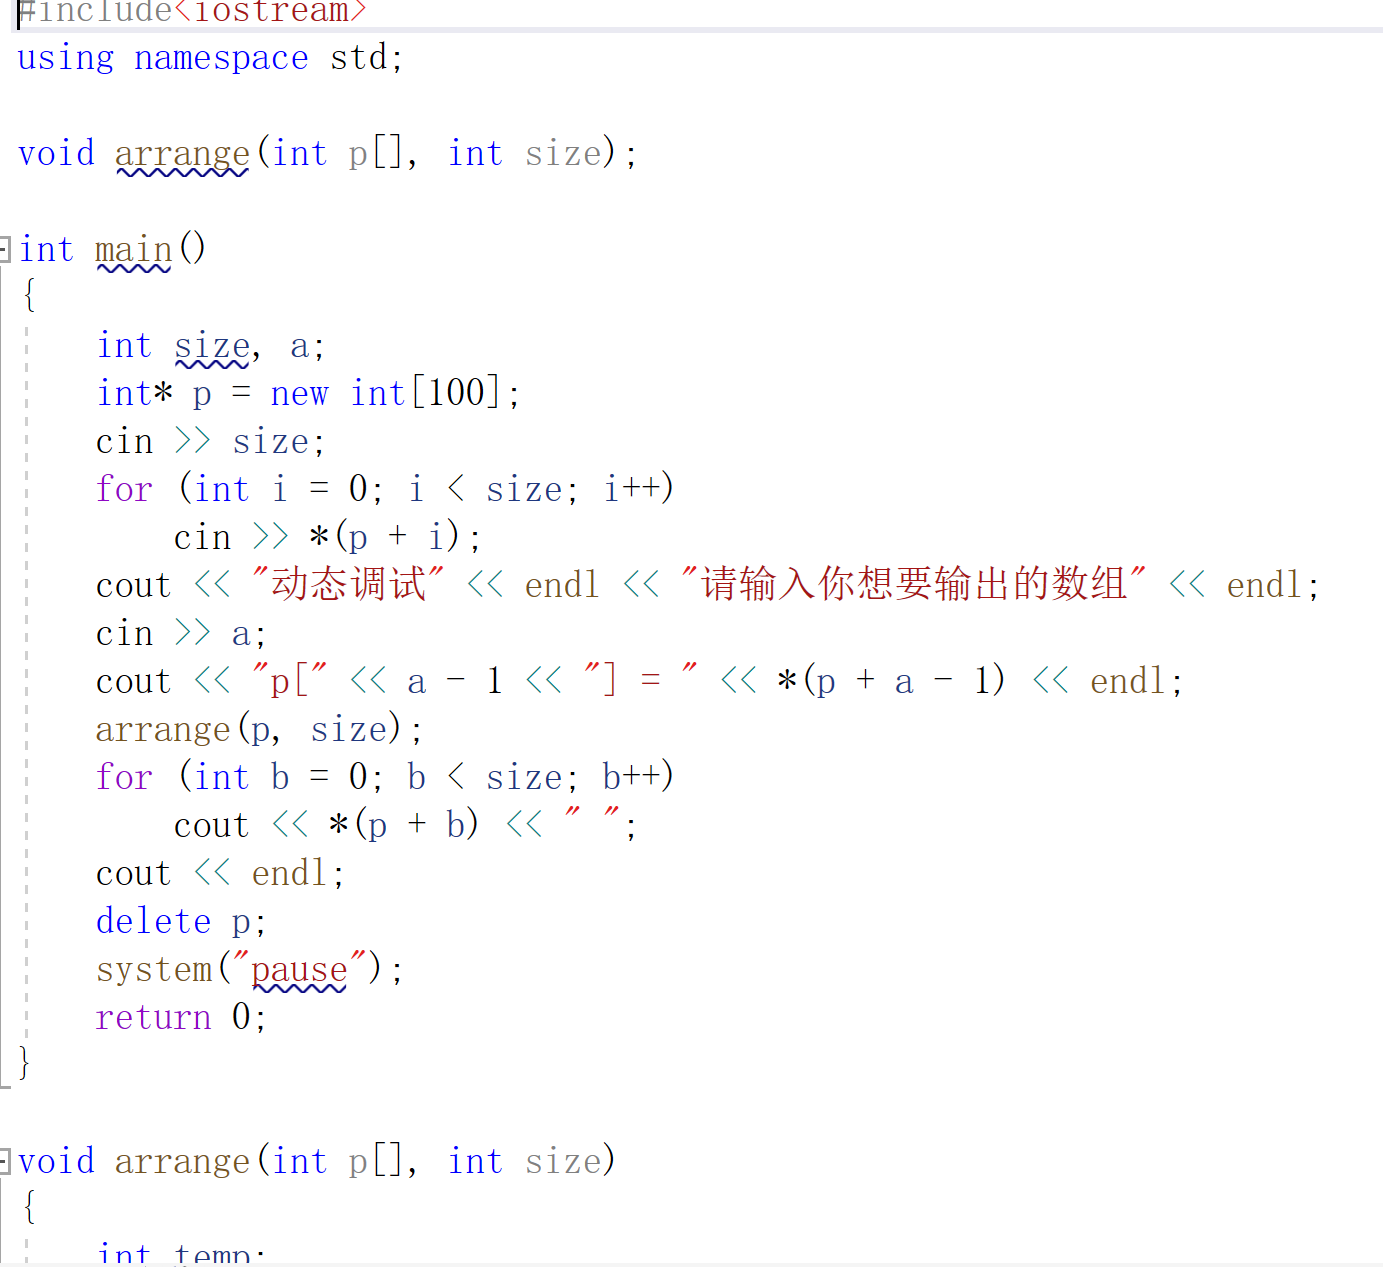 #include<iostream>
using namespace std;
void arrange(int p[], int size);
int main()
{
int size, a;
int* p = new int[100];
cin >> size;
for (int i = 0; i < size; i++)
cin >> *(p + i);
cout << "动态调试" << endl << "请输入你想要输出的数组" << endl;
cin >> a;
cout << "p[" << a - 1 << "] = " << *(p + a - 1) << endl;
arrange(p, size);
for (int b = 0; b < size; b++)
cout << *(p + b) << " ";
cout << endl;
delete p;
system("pause");
return 0;
}
void arrange(int p[], int size)
{
int temp;